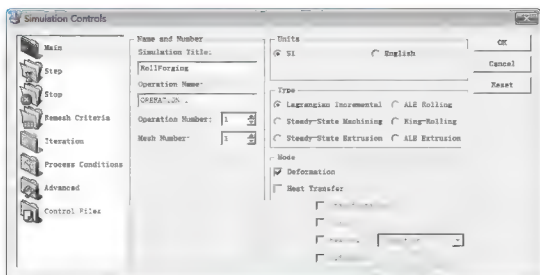 Simulation Controls
Main
Step
Stop
Remesh Criteria
Iteration
Process Conditions
Advanced
Control Files
Name and Number
Simulation Title:
RollForging
Operation Name:
Operation Number: 1
Mesh Number: 1
Units
SI English
Type
Lagrangian Incremental ALE Rolling
Steady-State Machining Ring-Rolling
Steady-State Extrusion ALE Extrusion
Mode
Deformation
Heat Transfer
OK
Cancel
Reset